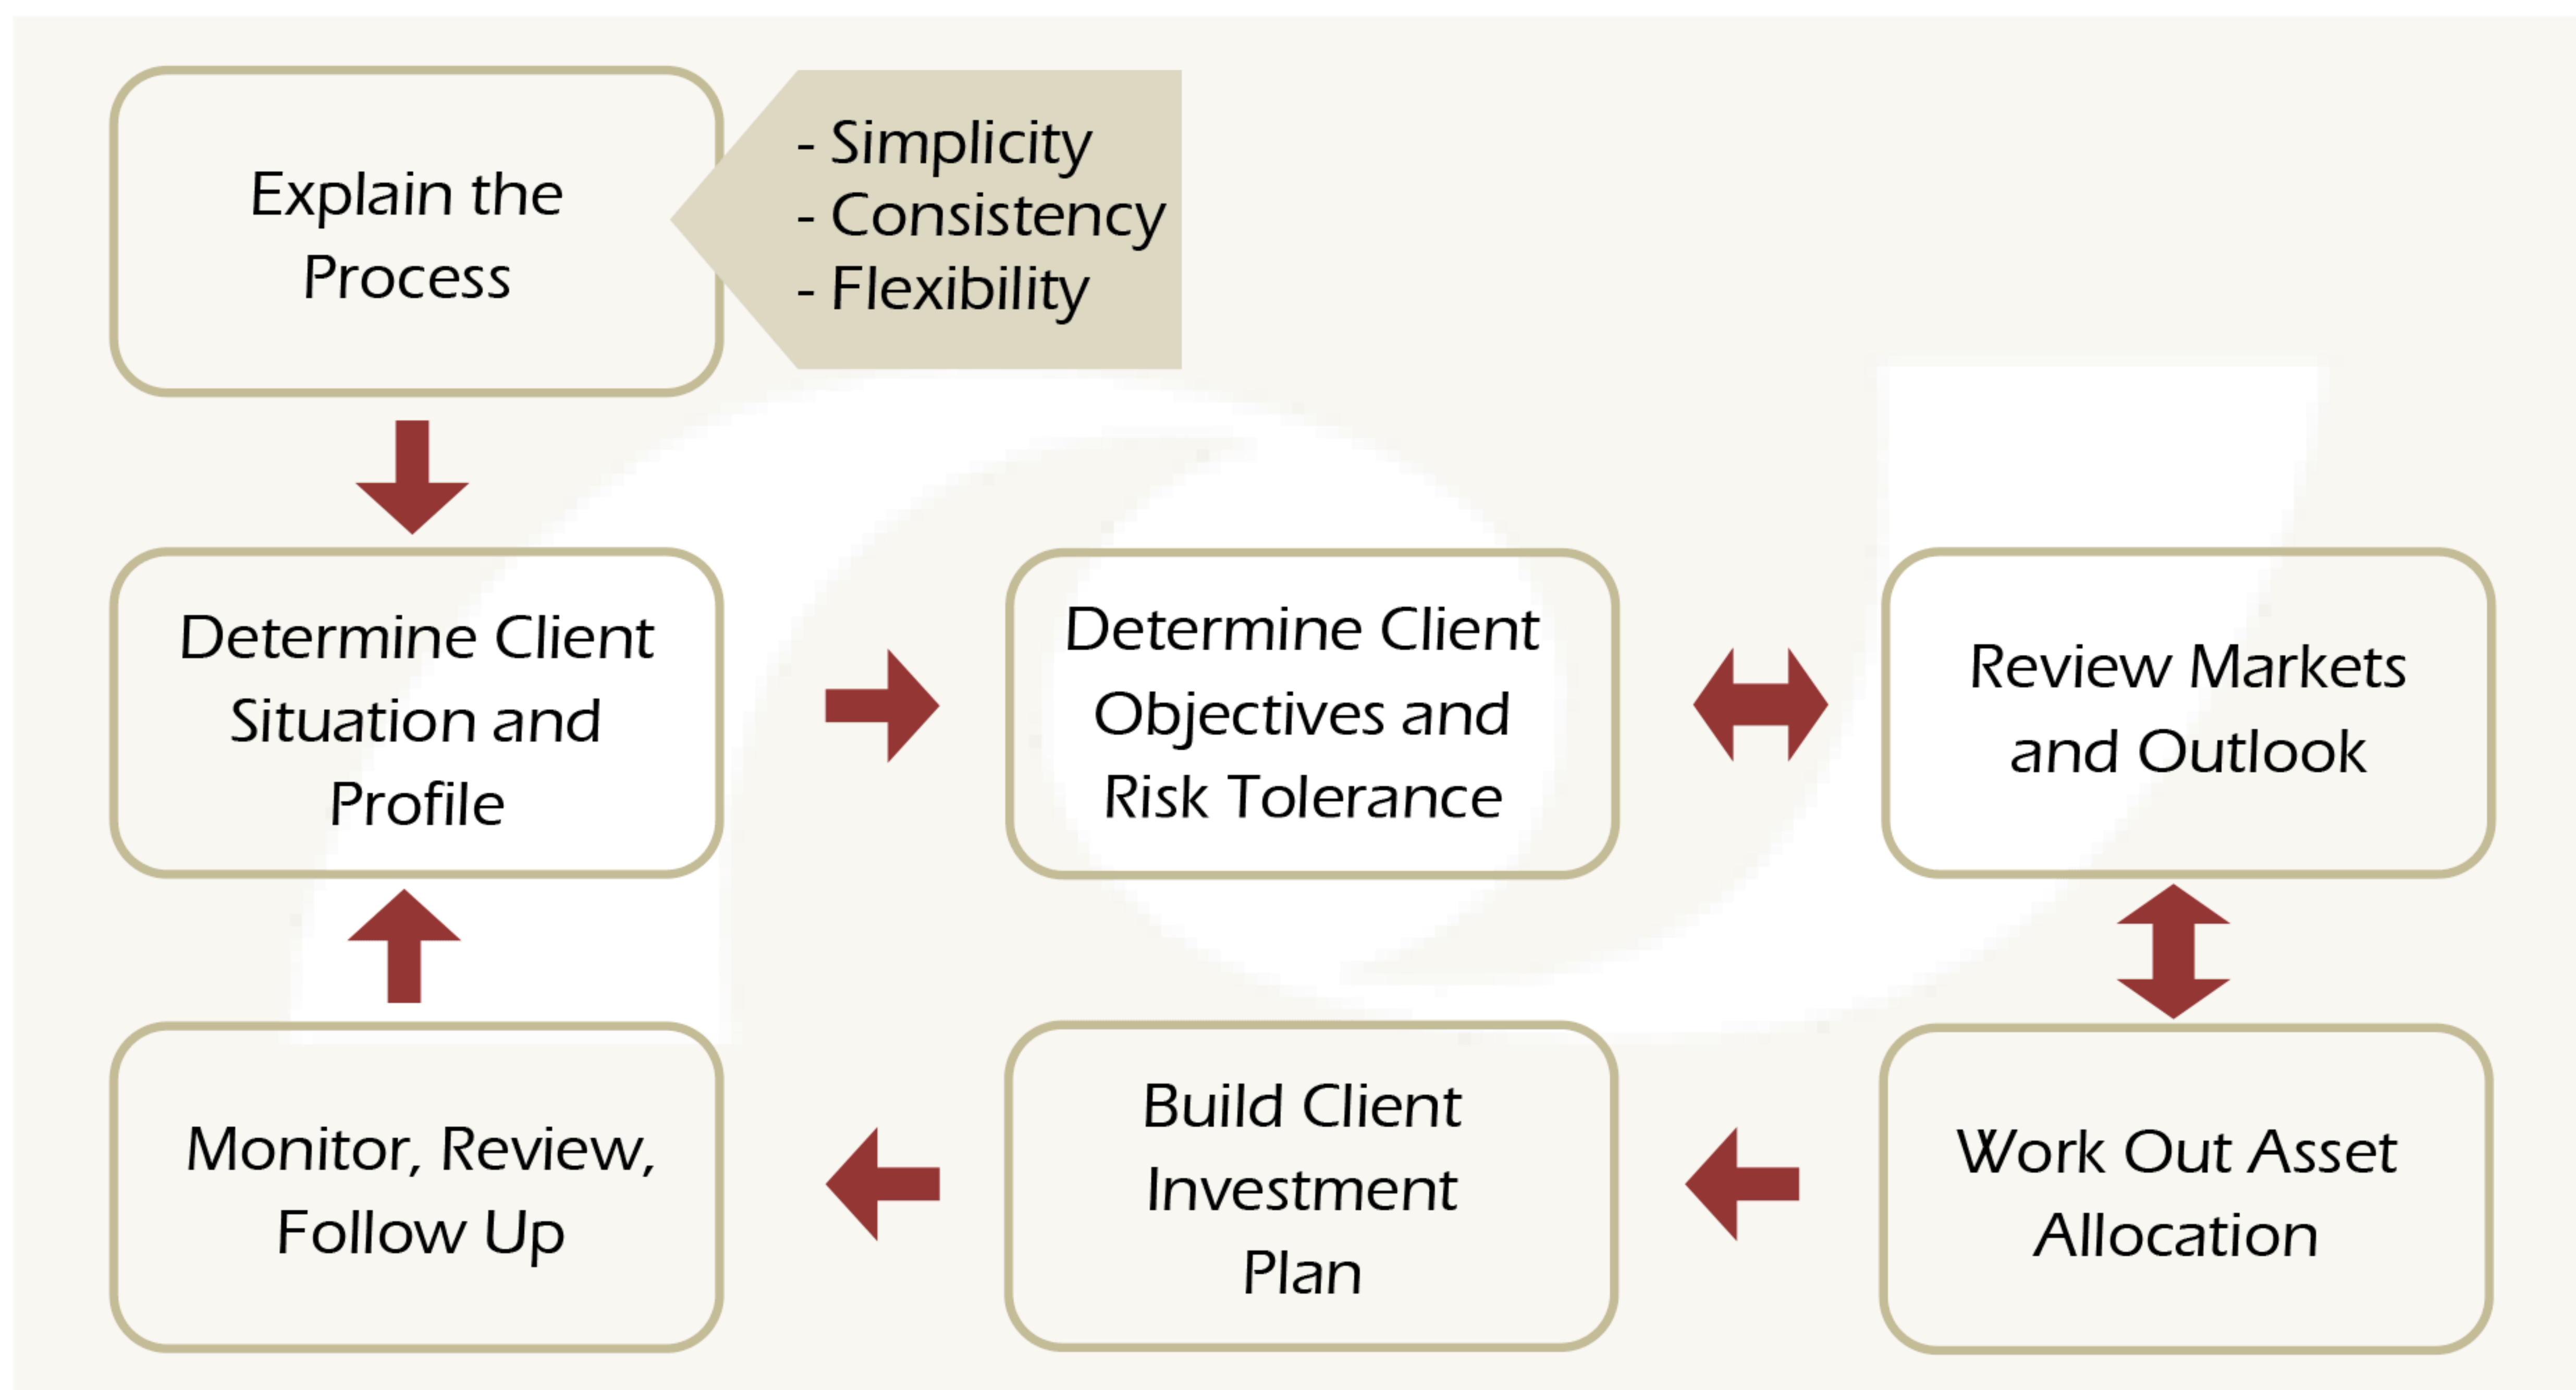 Explain the
Process
- Simplicity
- Consistency
- Flexibility
Determine Client
Situation and
Profile
Determine Client
Objectives and
Risk Tolerance
Review Markets
and Outlook
Monitor, Review,
Follow Up
Build Client
Investment
Plan
Work Out Asset
Allocation